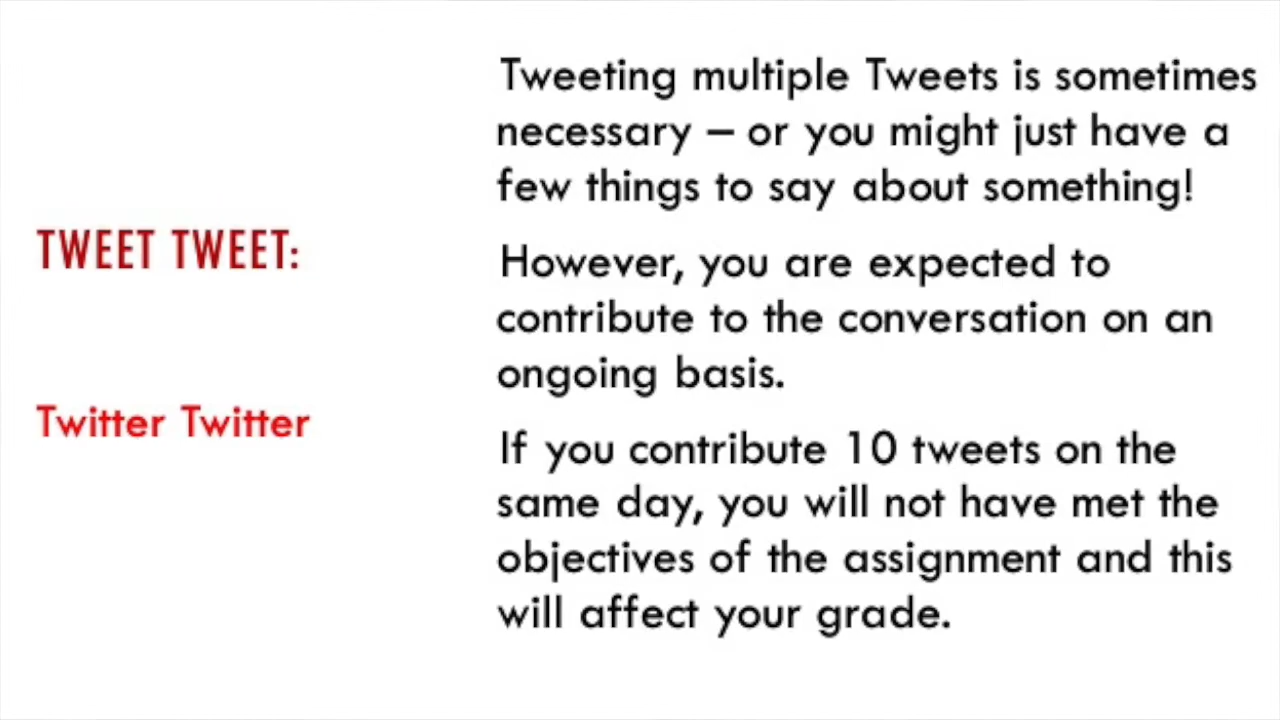 TWEET TWEET:
Twitter Twitter
Tweeting multiple Tweets is sometimes
necessary – or you might just have a
few things to say about something!
However, you are expected to
contribute to the conversation on an
ongoing basis.
If you contribute 10 tweets on the
same day, you will not have met the
objectives of the assignment and this
will affect your grade.